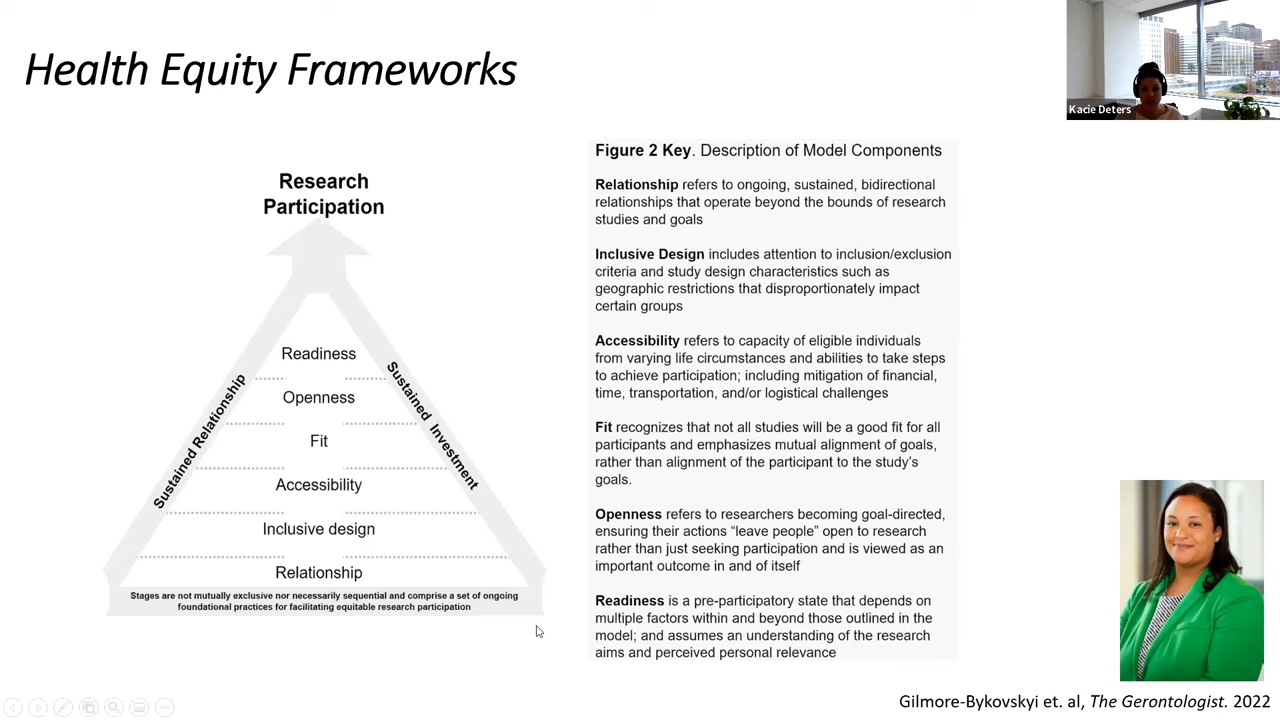 Health Equity Frameworks
Kacie Deters
Research
Participation
Readiness
Openness
Fit
Accessibility
Inclusive design
Relationship
Sustained Relationship
Sustained Investment
Stages are not mutually exclusive nor necessarily sequential and comprise a set of ongoing
foundational practices for facilitating equitable research participation
Figure 2 Key. Description of Model Components
Relationship refers to ongoing, sustained, bidirectional
relationships that operate beyond the bounds of research
studies and goals
Inclusive Design includes attention to inclusion/exclusion
criteria and study design characteristics such as
geographic restrictions that disproportionately impact
certain groups
Accessibility refers to capacity of eligible individuals
from varying life circumstances and abilities to take steps
to achieve participation; including mitigation of financial,
time, transportation, and/or logistical challenges
Fit recognizes that not all studies will be a good fit for all
participants and emphasizes mutual alignment of goals,
rather than alignment of the participant to the study's
goals.
Openness refers to researchers becoming goal-directed,
ensuring their actions “leave people” open to research
rather than just seeking participation and is viewed as an
important outcome in and of itself
Readiness is a pre-participatory state that depends on
multiple factors within and beyond those outlined in the
model; and assumes an understanding of the research
aims and perceived personal relevance
Gilmore-Bykovskyi et. al, The Gerontologist. 2022